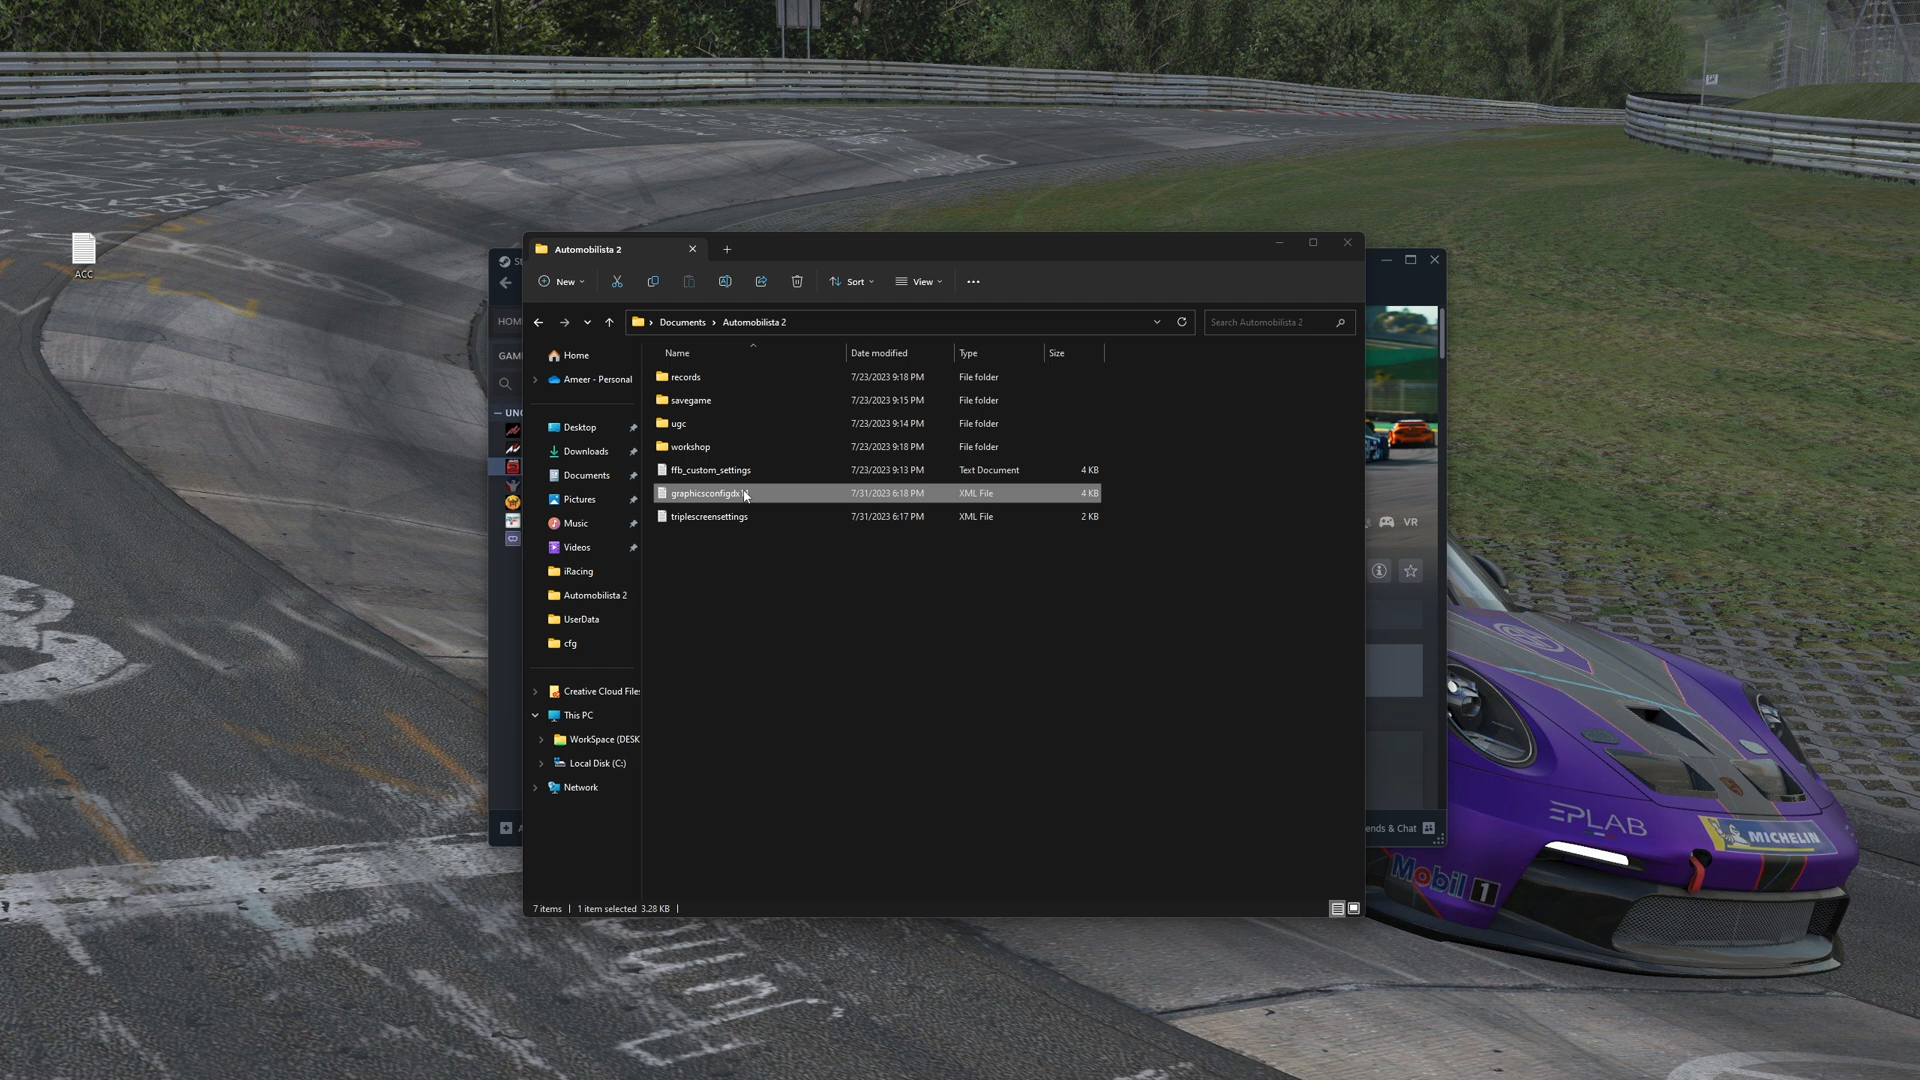 ACC
St
HOM
GAM
UNC
Automobilista 2
New
Sort
View
Documents
Automobilista 2
Search Automobilista 2
Name
Date modified
Type
Size
Home
Ameer - Personal
Desktop
Downloads
Documents
Pictures
Music
Videos
iRacing
Automobilista 2
UserData
cfg
Creative Cloud Files
This PC
WorkSpace (DESK
Local Disk (C:)
Network
records 7/23/2023 9:18 PM File folder
savegame 7/23/2023 9:15 PM File folder
ugc 7/23/2023 9:14 PM File folder
workshop 7/23/2023 9:18 PM File folder
ffb_custom_settings 7/23/2023 9:13 PM Text Document 4 KB
graphicsconfigdx 7/31/2023 6:18 PM XML File 4 KB
triplescreensettings 7/31/2023 6:17 PM XML File 2 KB
7 items 1 item selected 3.28 KB
VR
A
ends & Chat
EPLAB
MICHELIN
Mobil 1